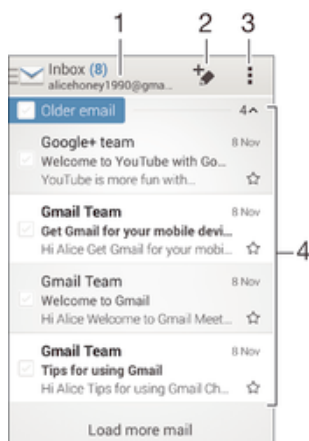 1 2 3
Inbox (8)
alicehoney1990@gma...
Older email 4
Google+ team 8 Nov
Welcome to YouTube with Go...
YouTube is more fun with...
Gmail Team 8 Nov
Get Gmail for your mobile devi...
Hi Alice Get Gmail for your mobi...
4
Gmail Team 8 Nov
Welcome to Gmail
Hi Alice Welcome to Gmail Meet...
Gmail Team 8 Nov
Tips for using Gmail
Hi Alice Tips for using Gmail Ch...
Load more mail